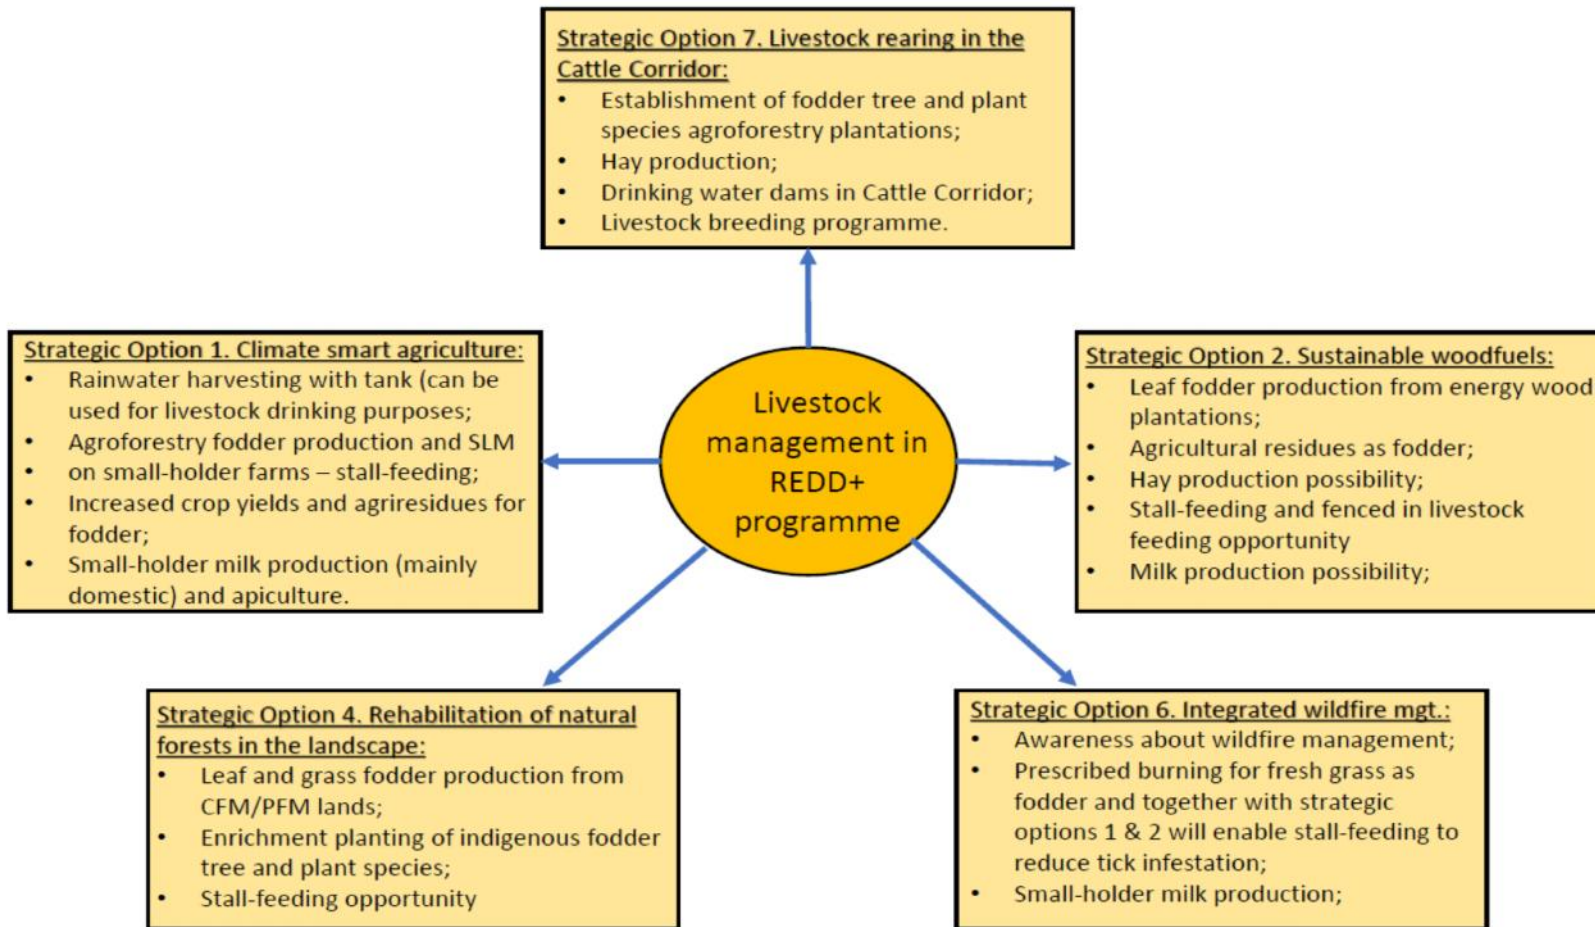 Strategic Option 7. Livestock rearing in the
Cattle Corridor:
• Establishment of fodder tree and plant
species agroforestry plantations;
• Hay production;
• Drinking water dams in Cattle Corridor;
• Livestock breeding programme.
Strategic Option 1. Climate smart agriculture:
• Rainwater harvesting with tank (can be
used for livestock drinking purposes;
• Agroforestry fodder production and SLM
• on small-holder farms – stall-feeding;
• Increased crop yields and agriresidues for
fodder;
• Small-holder milk production (mainly
domestic) and apiculture.
Livestock
management in
REDD+
programme
Strategic Option 2. Sustainable woodfuels:
• Leaf fodder production from energy wood
plantations;
• Agricultural residues as fodder;
• Hay production possibility;
• Stall-feeding and fenced in livestock
feeding opportunity
• Milk production possibility;
Strategic Option 4. Rehabilitation of natural
forests in the landscape:
• Leaf and grass fodder production from
CFM/PFM lands;
• Enrichment planting of indigenous fodder
tree and plant species;
• Stall-feeding opportunity
Strategic Option 6. Integrated wildfire mgt.:
• Awareness about wildfire management;
• Prescribed burning for fresh grass as
fodder and together with strategic
options 1 & 2 will enable stall-feeding to
reduce tick infestation;
• Small-holder milk production;